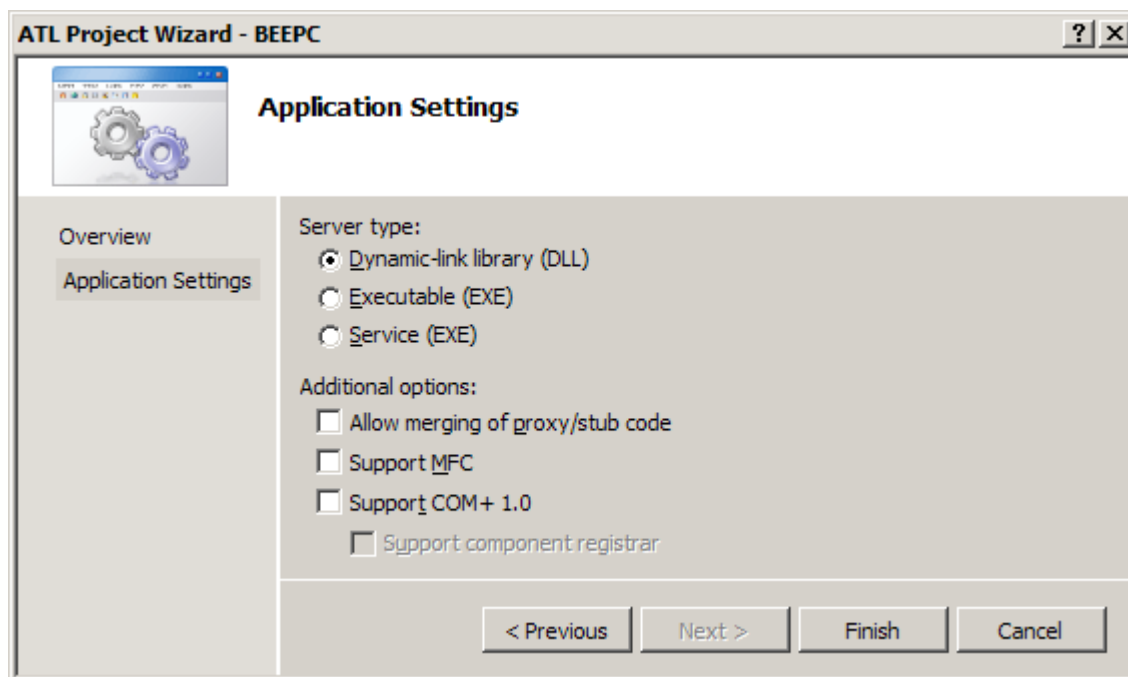 ATL Project Wizard - BEEPC
?
Application Settings
Overview
Application Settings
Server type:
Dynamic-link library (DLL)
Executable (EXE)
Service (EXE)
Additional options:
Allow merging of proxy/stub code
Support MFC
Support COM+ 1.0
Support component registrar
< Previous
Next >
Finish
Cancel